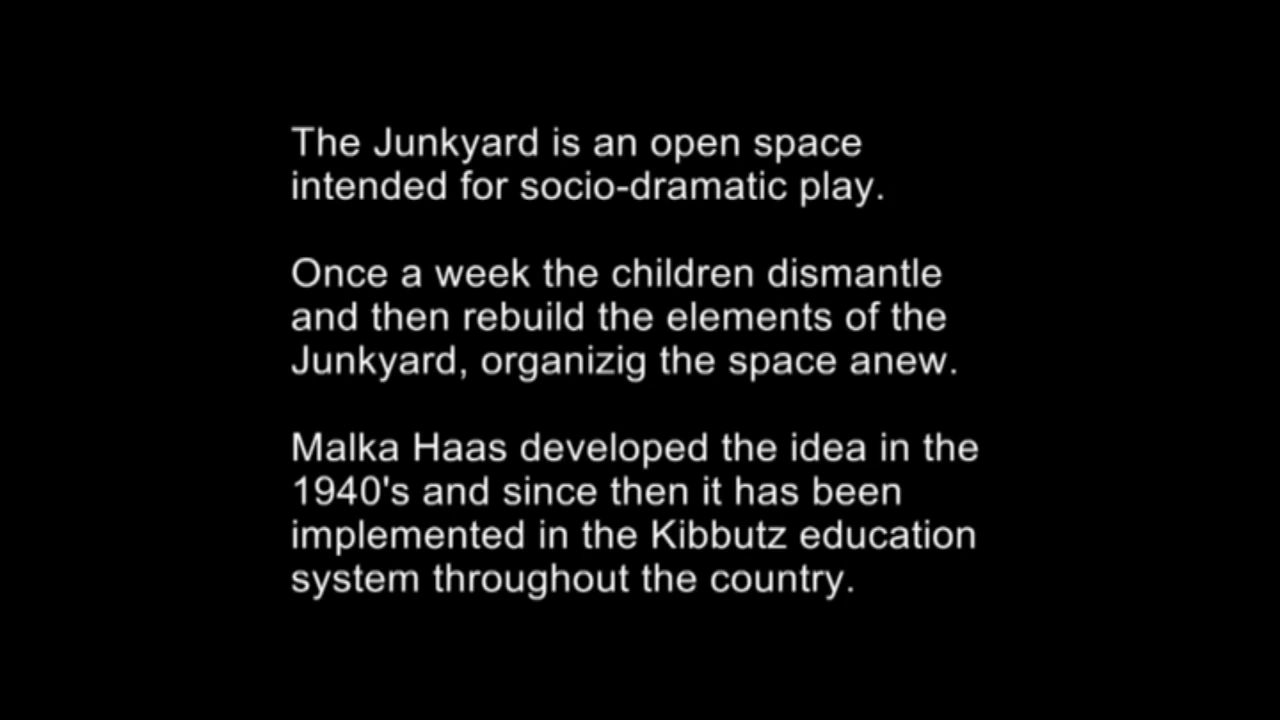 The Junkyard is an open space
intended for socio-dramatic play.
Once a week the children dismantle
and then rebuild the elements of the
Junkyard, organizig the space anew.
Malka Haas developed the idea in the
1940's and since then it has been
implemented in the Kibbutz education
system throughout the country.